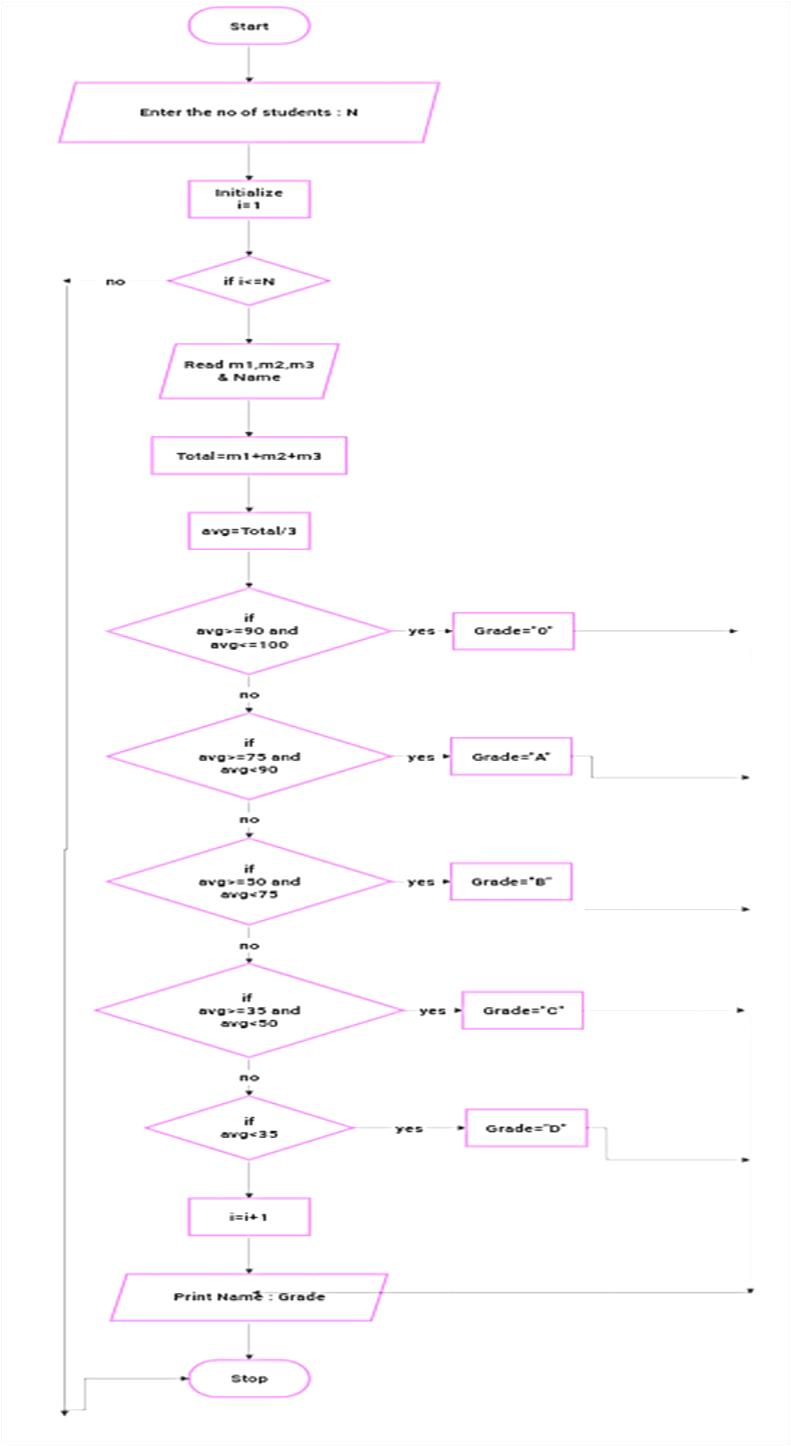 Start
Enter the no of students : N
Initialize
i=1
if i<=N
no
Read m1,m2,m3
& Name
Total=m1+m2+m3
avg=Total/3
if
avg>=90 and
avg<=100
yes
Grade="0"
no
if
avg>=75 and
avg<90
yes
Grade="A"
no
if
avg>=50 and
avg<75
yes
Grade="B"
no
if
avg>=35 and
avg<50
yes
Grade="C"
no
if
avg<35
yes
Grade="D"
i=i+1
Print Name : Grade
Stop